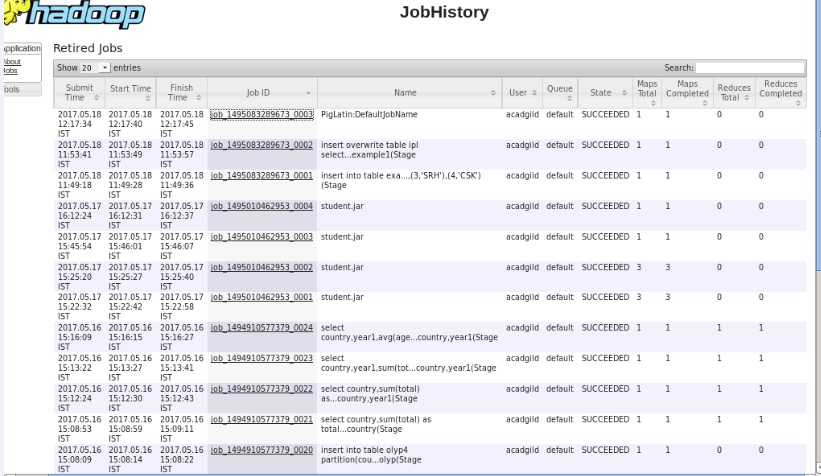 hadoop
JobHistory
Application
About
Jobs
Tools
Retired Jobs
Show 20 entries
Search:
Submit Time Start Time Finish Time Job ID Name User Queue State Maps Total Maps Completed Reduces Total Reduces Completed
2017.05.18 2017.05.18 2017.05.18 job_1495083289673_0003 PigLatin:DefaultJobName acadgild default SUCCEEDED 1 1 0 0
12:17:34 12:17:40 12:17:45
IST IST IST
2017.05.18 2017.05.18 2017.05.18 job_1495083289673_0002 insert overwrite table ipl acadgild default SUCCEEDED 1 1 0 0
11:53:41 11:53:49 11:53:57 select...example1(Stage
IST IST IST
2017.05.18 2017.05.18 2017.05.18 job_1495083289673_0001 insert into table exa...,(3,'SRH'),(4,'CSK') acadgild default SUCCEEDED 1 1 0 0
11:49:18 11:49:28 11:49:36 (Stage
IST IST IST
2017.05.17 2017.05.17 2017.05.17 job_1495010462953_0004 student.jar acadgild default SUCCEEDED 1 1 0 0
16:12:24 16:12:31 16:12:37
IST IST IST
2017.05.17 2017.05.17 2017.05.17 job_1495010462953_0003 student.jar acadgild default SUCCEEDED 1 1 0 0
15:45:54 15:46:01 15:46:07
IST IST IST
2017.05.17 2017.05.17 2017.05.17 job_1495010462953_0002 student.jar acadgild default SUCCEEDED 3 3 0 0
15:25:20 15:25:27 15:25:40
IST IST IST
2017.05.17 2017.05.17 2017.05.17 job_1495010462953_0001 student.jar acadgild default SUCCEEDED 3 3 0 0
15:22:32 15:22:42 15:22:58
IST IST IST
2017.05.16 2017.05.16 2017.05.16 job_1494910577379_0024 select acadgild default SUCCEEDED 1 1 1 1
15:16:09 15:16:15 15:16:27 country,year1,avg(age...country,year1(Stage
IST IST IST
2017.05.16 2017.05.16 2017.05.16 job_1494910577379_0023 select acadgild default SUCCEEDED 1 1 1 1
15:13:22 15:13:27 15:13:41 country,year1,sum(tot...country,year1(Stage
IST IST IST
2017.05.16 2017.05.16 2017.05.16 job_1494910577379_0022 select country,sum(total) acadgild default SUCCEEDED 1 1 1 1
15:12:24 15:12:30 15:12:43 as...country,year1(Stage
IST IST IST
2017.05.16 2017.05.16 2017.05.16 job_1494910577379_0021 select country,sum(total) as acadgild default SUCCEEDED 1 1 1 1
15:08:53 15:08:59 15:09:11 total...country(Stage
IST IST IST
2017.05.16 2017.05.16 2017.05.16 job_1494910577379_0020 insert into table olyp4 acadgild default SUCCEEDED 1 1 0 0
15:08:09 15:08:14 15:08:22 partition(cou...olyp(Stage
IST IST IST